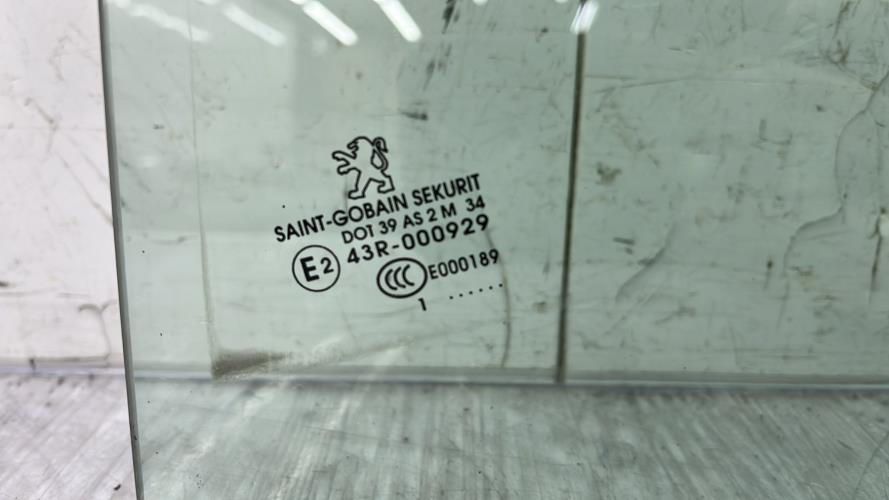 SAINT-GOBAIN SEKURIT
DOT 39 AS 2 M 34
E2 43R-000929
CCC E000189
1 ......